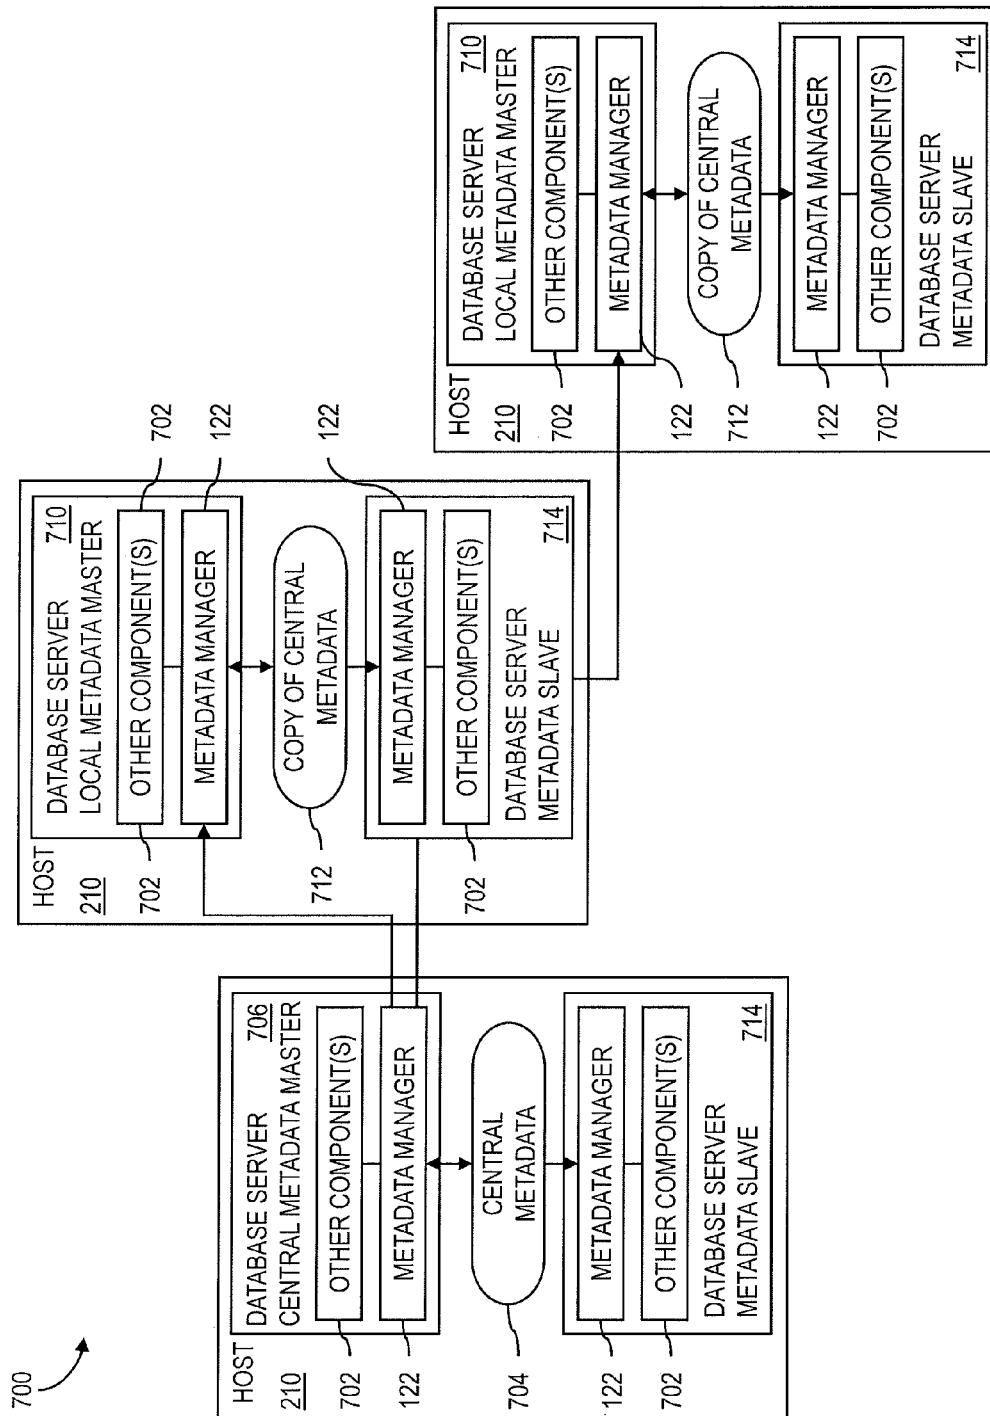 700
HOST
210
DATABASE SERVER
706
CENTRAL METADATA MASTER
OTHER COMPONENT(S)
702
METADATA MANAGER
122
CENTRAL
METADATA
704
METADATA MANAGER
122
OTHER COMPONENT(S)
702
DATABASE SERVER
METADATA SLAVE
714
HOST
210
DATABASE SERVER
710
LOCAL METADATA MASTER
OTHER COMPONENT(S)
702
702
METADATA MANAGER
122
COPY OF CENTRAL
METADATA
712
METADATA MANAGER
122
OTHER COMPONENT(S)
702
DATABASE SERVER
METADATA SLAVE
714
HOST
210
DATABASE SERVER
710
LOCAL METADATA MASTER
OTHER COMPONENT(S)
702
METADATA MANAGER
122
COPY OF CENTRAL
METADATA
712
METADATA MANAGER
122
OTHER COMPONENT(S)
702
DATABASE SERVER
METADATA SLAVE
714